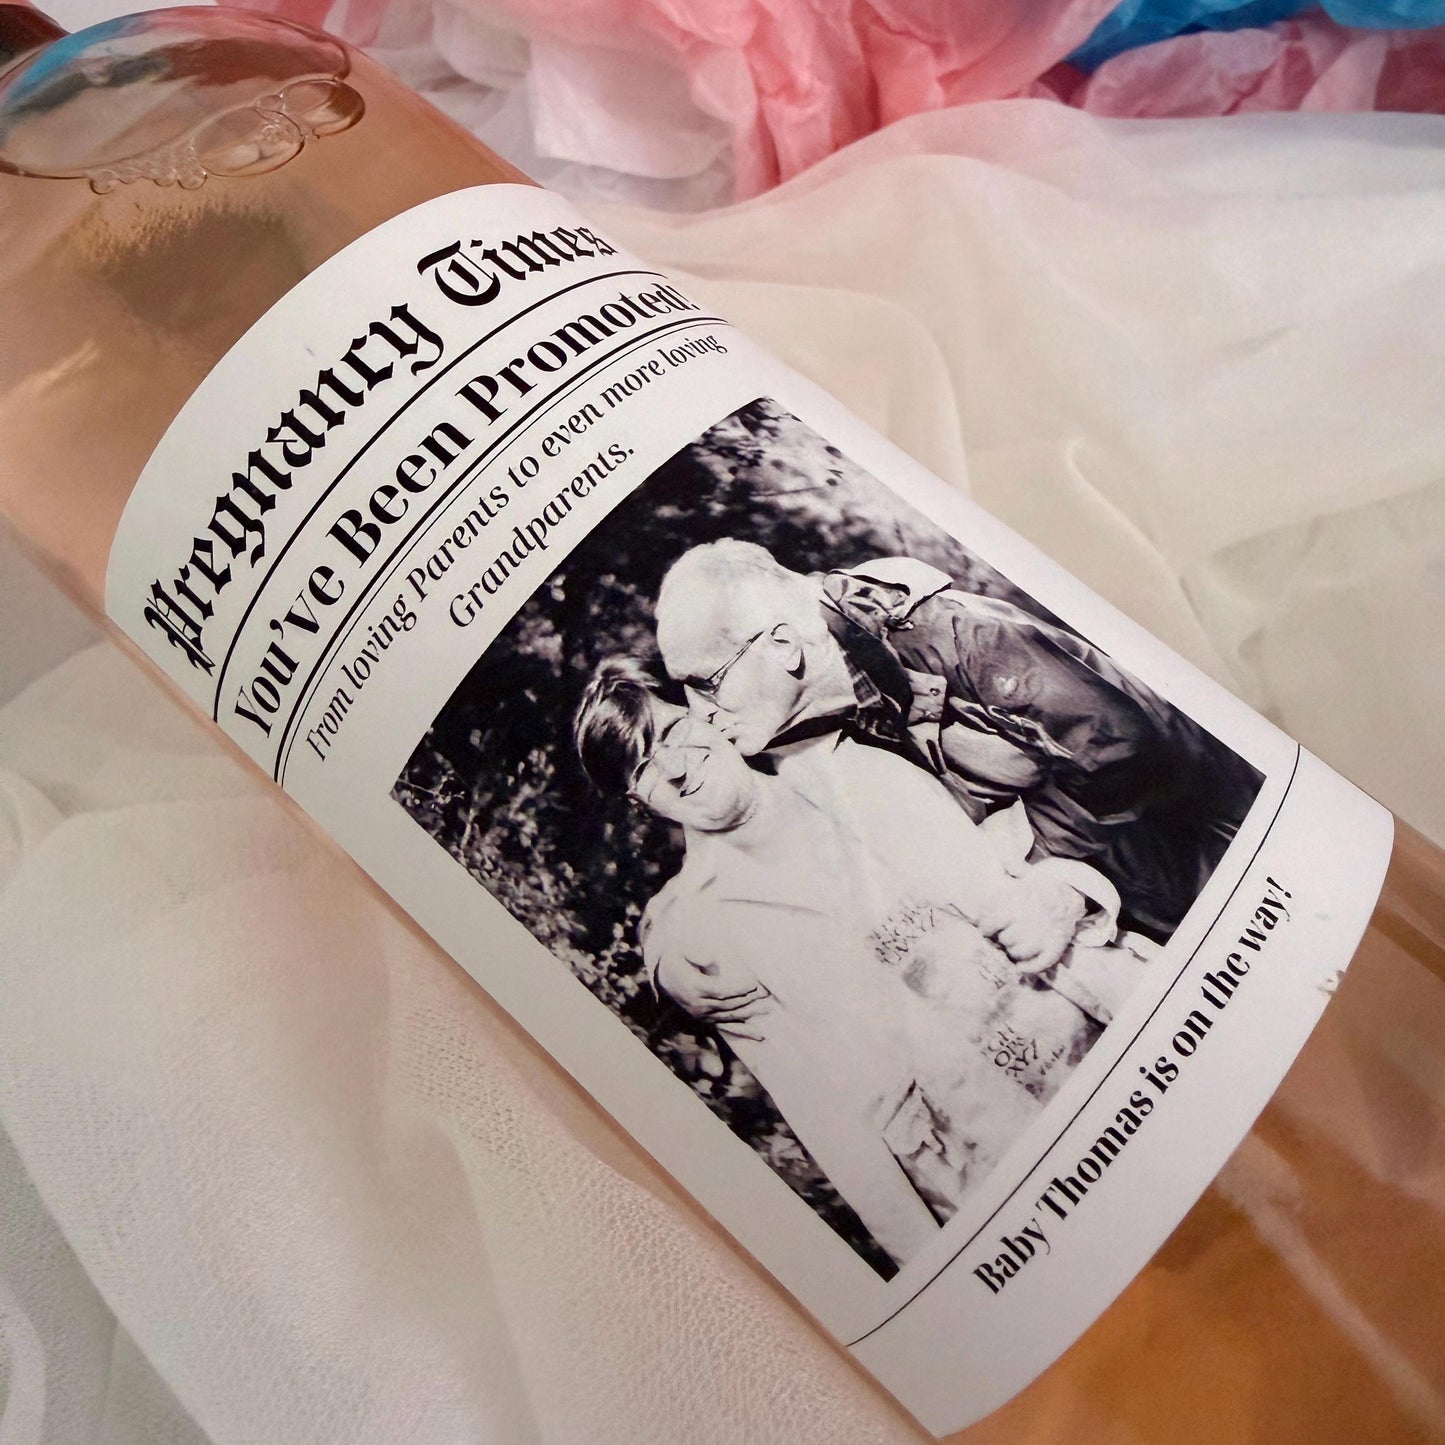 Pregnancy Times
You've Been Promoted!
From loving Parents to even more loving
Grandparents.
Baby Thomas is on the way!